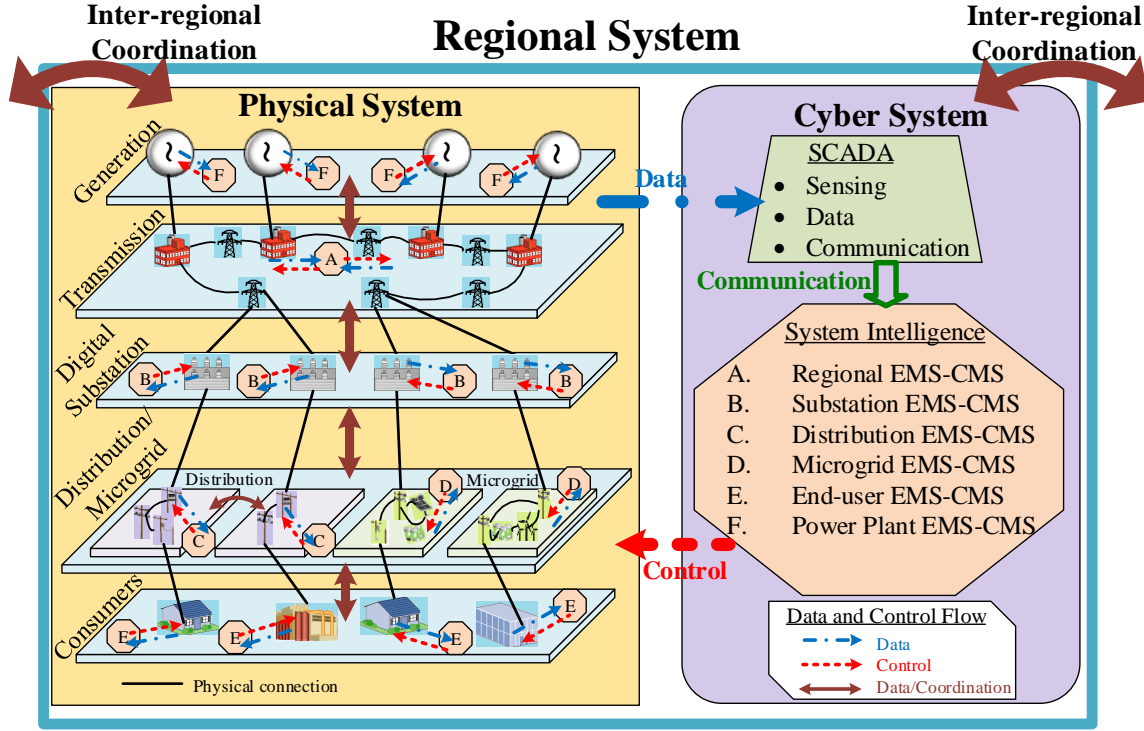 Inter-regional
Coordination
Regional System
Inter-regional
Coordination
Physical System
Generation
F
F
F
F
Transmission
A
Digital
Substation
B
B
B
B
Distribution/
Microgrid
Distribution
Microgrid
C
C
D
D
Consumers
E
E
E
E
Physical connection
Data
Control
Cyber System
SCADA
• Sensing
• Data
• Communication
Communication
System Intelligence
A. Regional EMS-CMS
B. Substation EMS-CMS
C. Distribution EMS-CMS
D. Microgrid EMS-CMS
E. End-user EMS-CMS
F. Power Plant EMS-CMS
Data and Control Flow
Data
Control
Data/Coordination